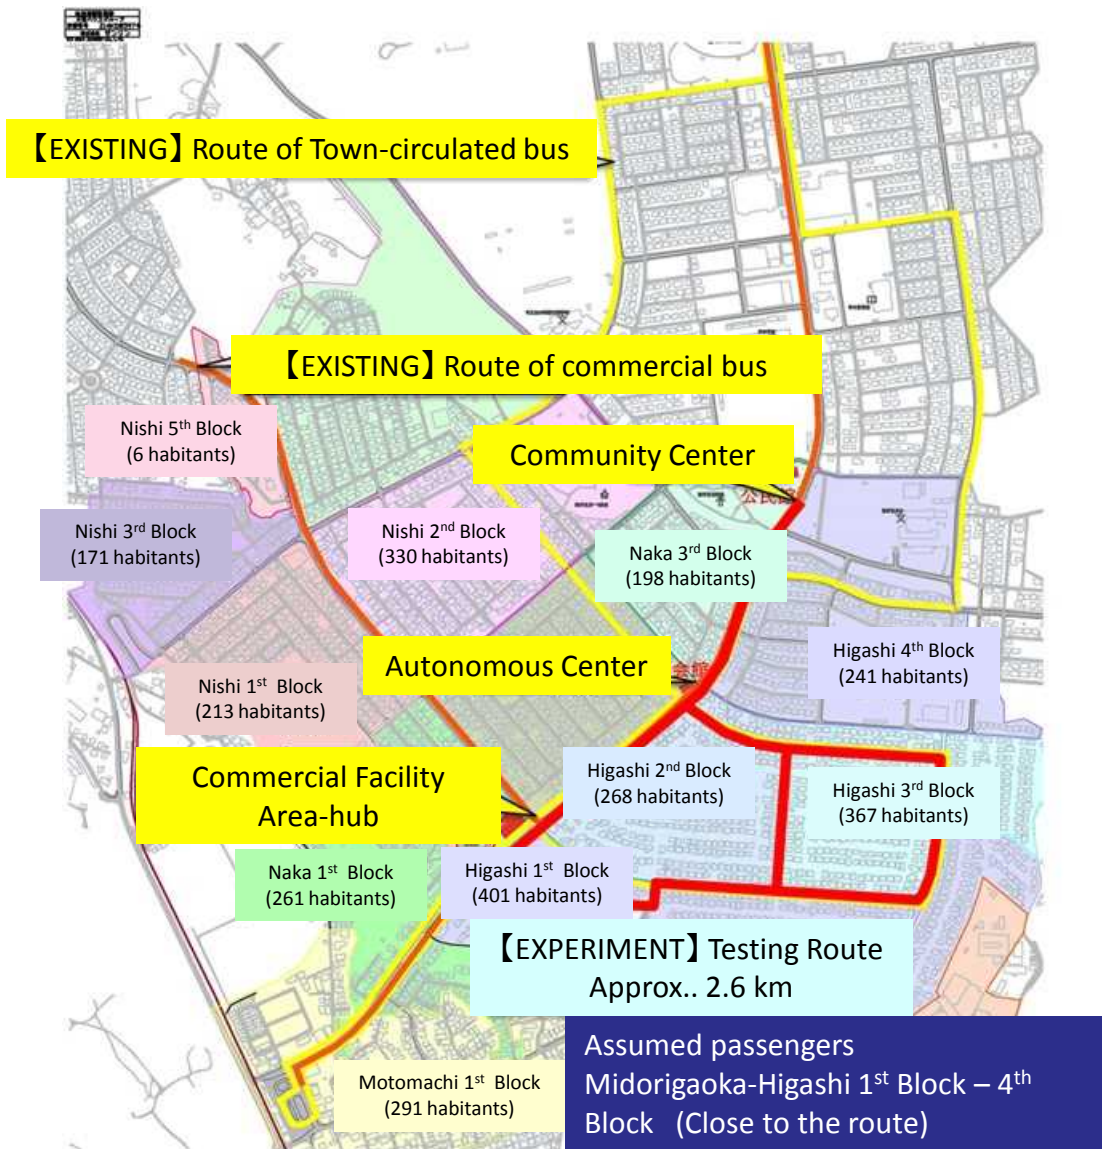 【EXISTING】Route of Town-circulated bus
【EXISTING】Route of commercial bus
Nishi 5th Block
(6 habitants)
Community Center
公民館
Nishi 3rd Block
(171 habitants)
Nishi 2nd Block
(330 habitants)
Naka 3rd Block
(198 habitants)
Autonomous Center
Higashi 4th Block
(241 habitants)
Nishi 1st Block
(213 habitants)
Commercial Facility
Area-hub
Higashi 2nd Block
(268 habitants)
Higashi 3rd Block
(367 habitants)
Naka 1st Block
(261 habitants)
Higashi 1st Block
(401 habitants)
【EXPERIMENT】Testing Route
Approx.. 2.6 km
Assumed passengers
Midorigaoka-Higashi 1st Block – 4th
Block (Close to the route)
Motomachi 1st Block
(291 habitants)